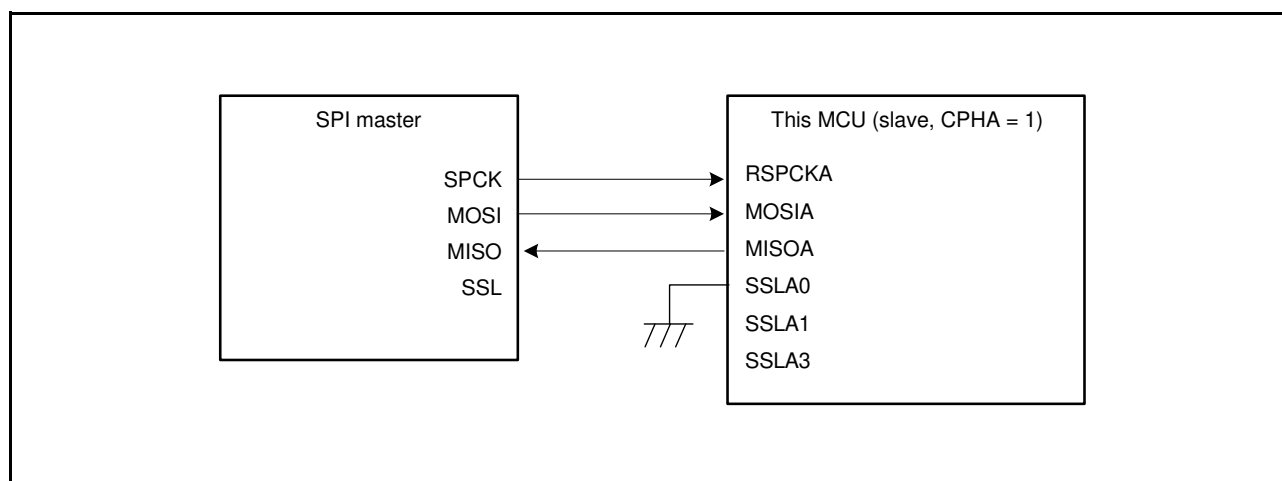 SPI master
SPCK
MOSI
MISO
SSL
This MCU (slave, CPHA = 1)
RSPCKA
MOSIA
MISOA
SSLA0
SSLA1
SSLA3